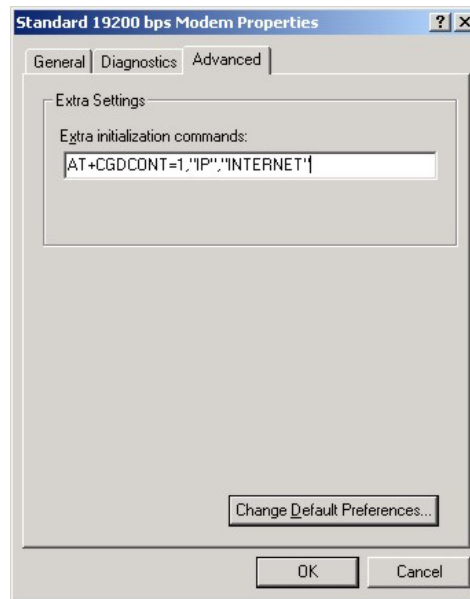 Standard 19200 bps Modem Properties
General Diagnostics Advanced
Extra Settings
Extra initialization commands:
AT+CGDCONT=1,"IP","INTERNET"
Change Default Preferences...
OK Cancel